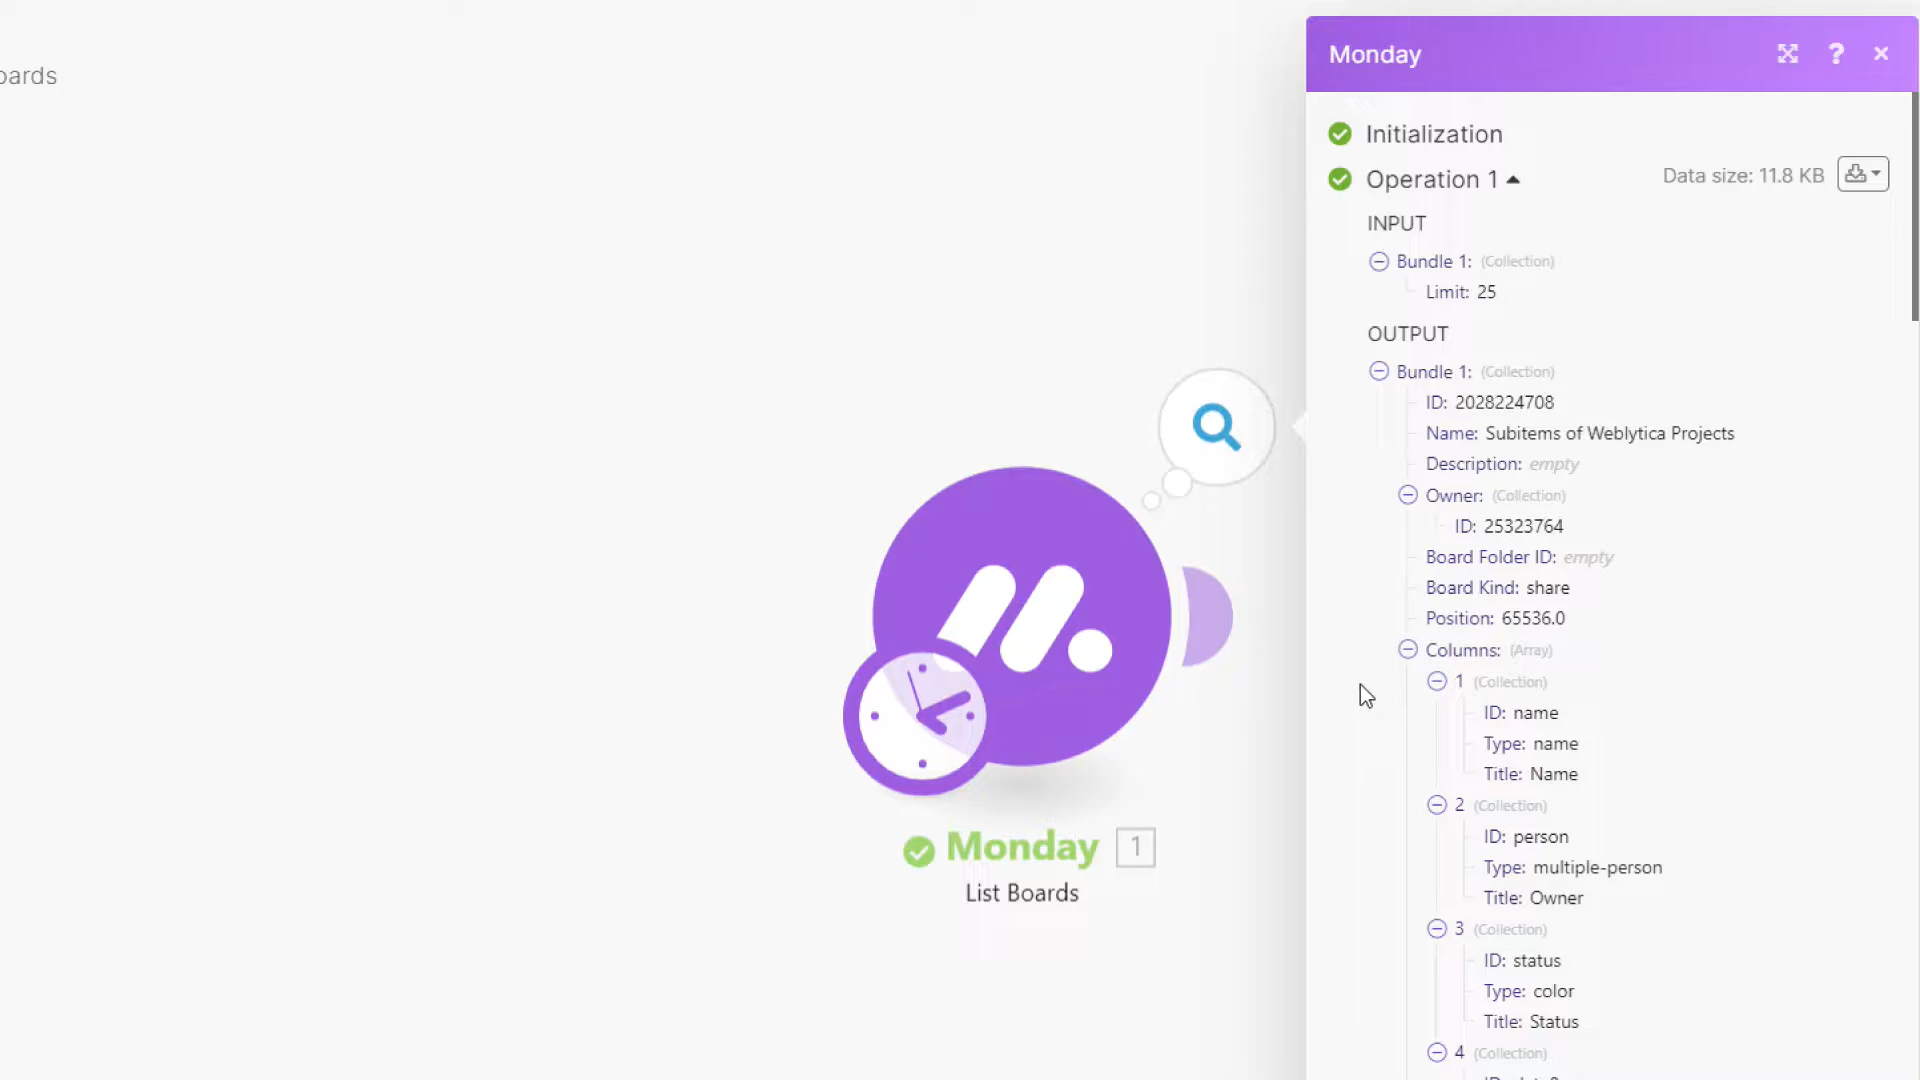 oards
Monday
Initialization
Operation 1
Data size: 11.8 KB
INPUT
Bundle 1: (Collection)
Limit: 25
OUTPUT
Bundle 1: (Collection)
ID: 2028224708
Name: Subitems of Weblytica Projects
Description: empty
Owner: (Collection)
ID: 25323764
Board Folder ID: empty
Board Kind: share
Position: 65536.0
Columns: (Array)
1 (Collection)
ID: name
Type: name
Title: Name
2 (Collection)
ID: person
Type: multiple-person
Title: Owner
3 (Collection)
ID: status
Type: color
Title: Status
4 (Collection)
Monday 1
List Boards